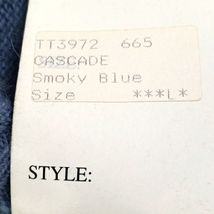 TT3972 665
CASCADE
Smoky Blue
Size ***L*
STYLE: